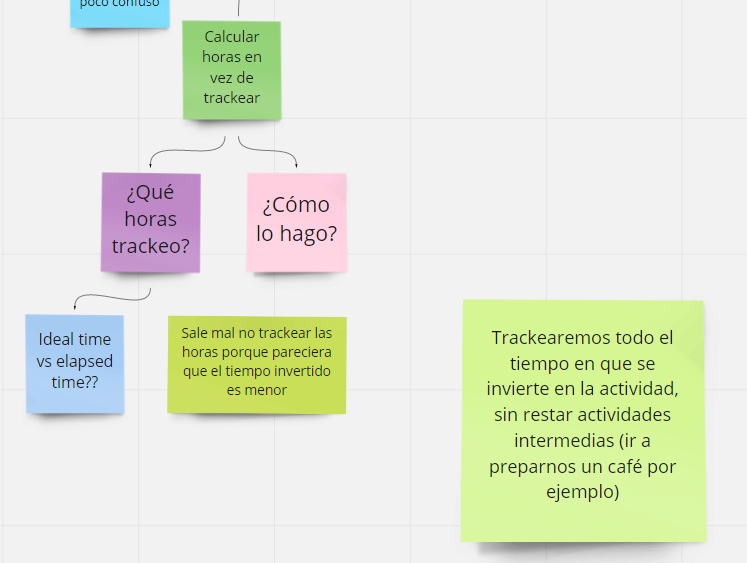 poco confuso
Calcular
horas en
vez de
trackear
¿Qué
horas
trackeo?
¿Cómo
lo hago?
Ideal time
vs elapsed
time??
Sale mal no trackear las
horas porque pareciera
que el tiempo invertido
es menor
Trackearemos todo el
tiempo en que se
invierte en la actividad,
sin restar actividades
intermedias (ir a
preparnos un café por
ejemplo)